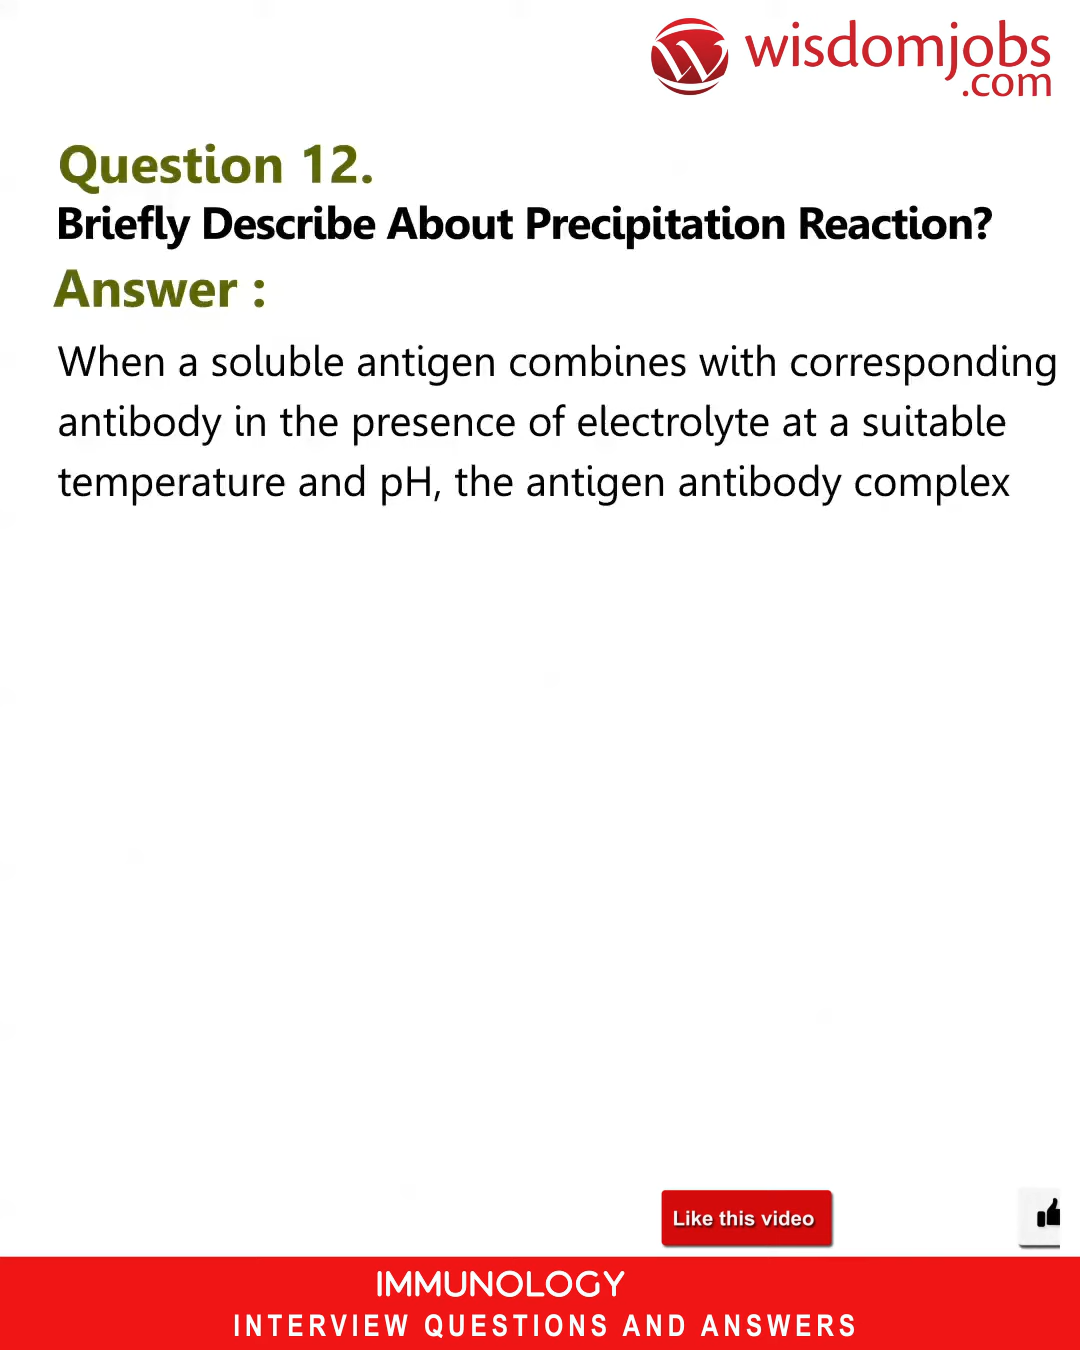 wisdomjobs
.com
Question 12.
Briefly Describe About Precipitation Reaction?
Answer :
When a soluble antigen combines with corresponding
antibody in the presence of electrolyte at a suitable
temperature and pH, the antigen antibody complex
Like this video
IMMUNOLOGY
INTERVIEW QUESTIONS AND ANSWERS